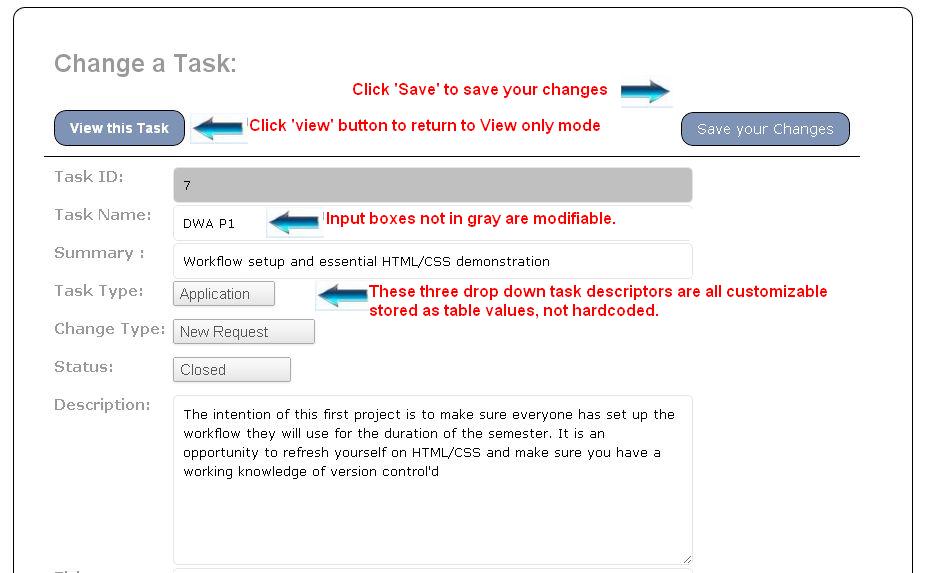 Change a Task:
Click 'Save' to save your changes
View this Task
Click 'view' button to return to View only mode
Save your Changes
Task ID:
7
Task Name:
DWA P1
Input boxes not in gray are modifiable.
Summary :
Workflow setup and essential HTML/CSS demonstration
Task Type:
Application
These three drop down task descriptors are all customizable
stored as table values, not hardcoded.
Change Type:
New Request
Status:
Closed
Description:
The intention of this first project is to make sure everyone has set up the
workflow they will use for the duration of the semester. It is an
opportunity to refresh yourself on HTML/CSS and make sure you have a
working knowledge of version control'd